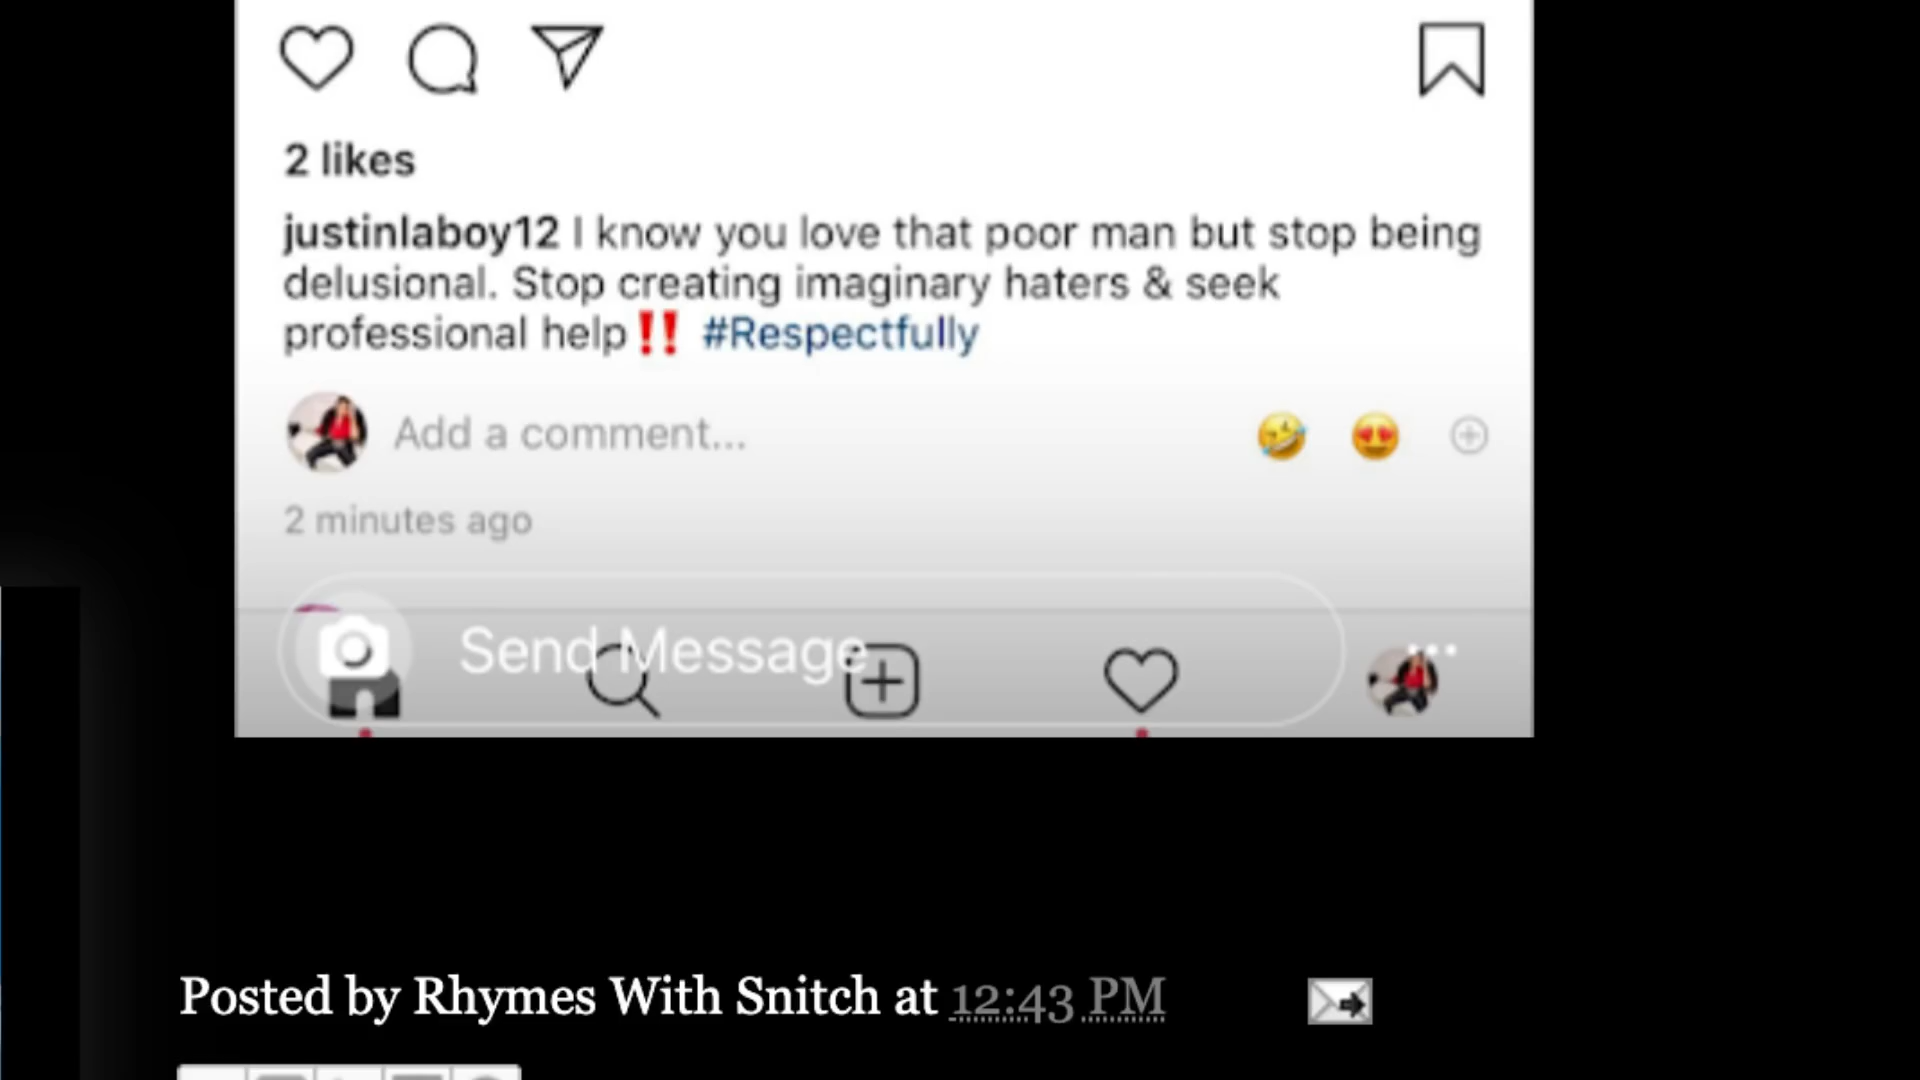 2 likes
justinlaboy12 I know you love that poor man but stop being
delusional. Stop creating imaginary haters & seek
professional help‼️ #Respectfully
Add a comment...
2 minutes ago
Send Message
Posted by Rhymes With Snitch at 12:43 PM